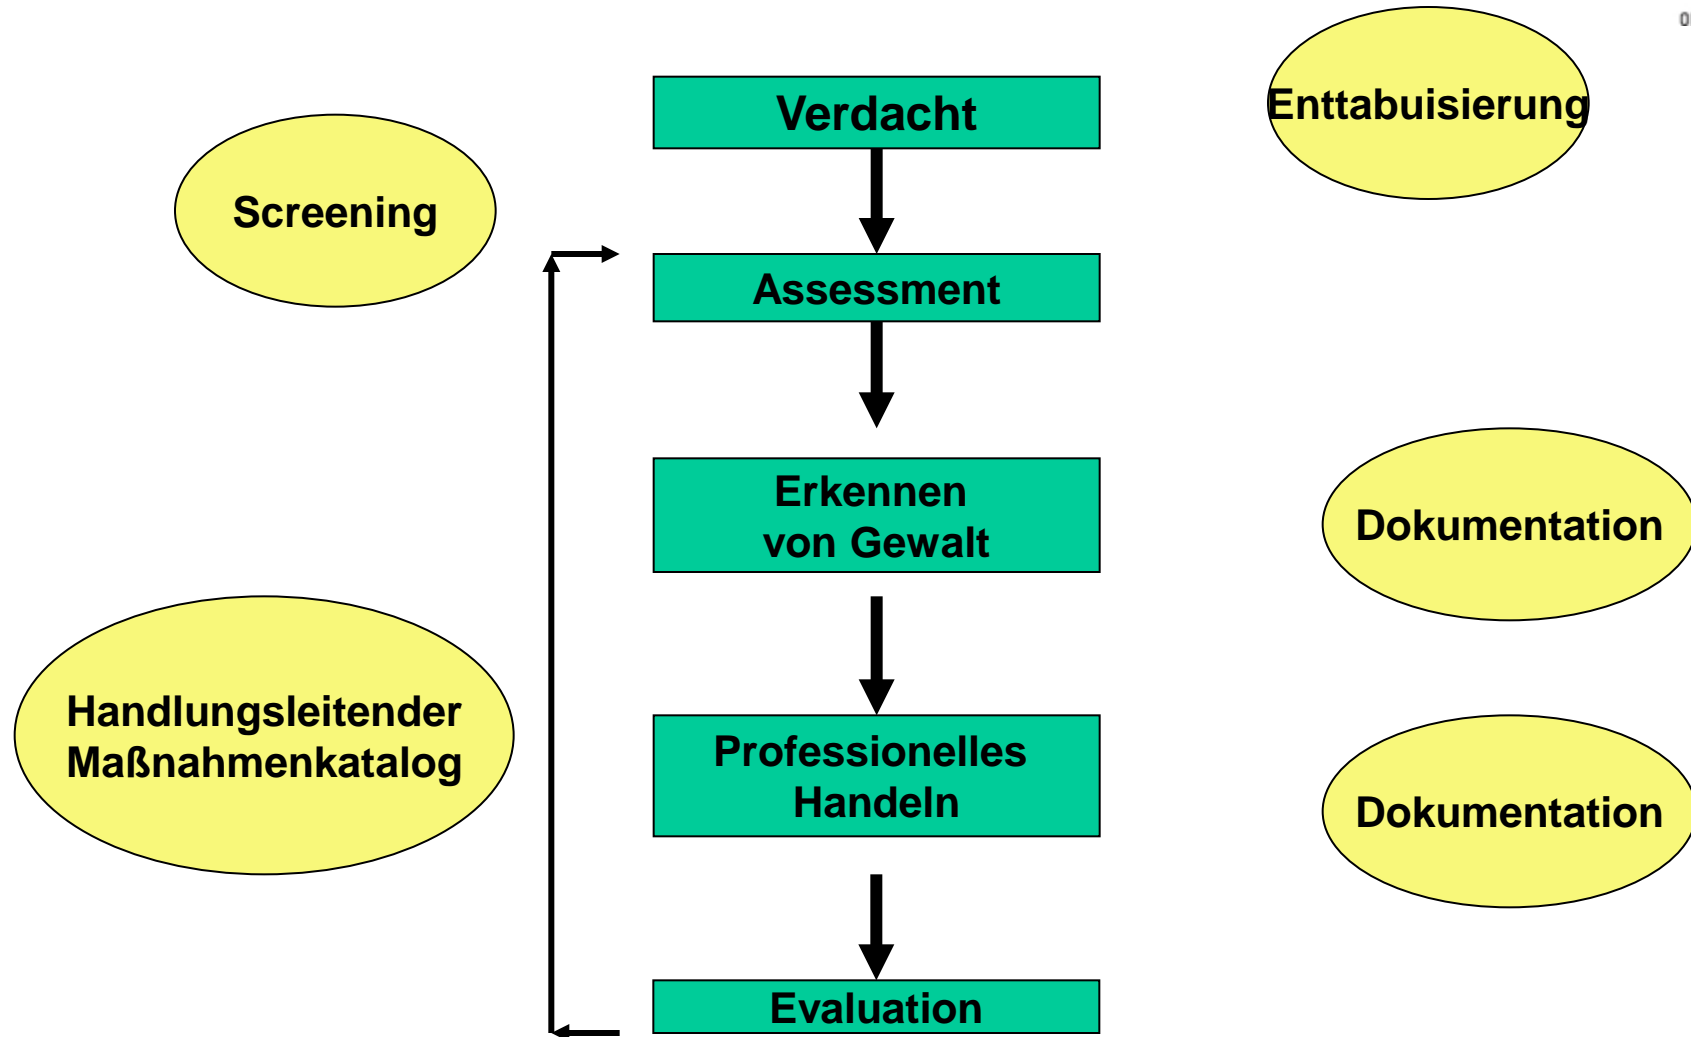 Verdacht
Enttabuisierung
Screening
Assessment
Erkennen
von Gewalt
Dokumentation
Handlungsleitender
Maßnahmenkatalog
Professionelles
Handeln
Dokumentation
Evaluation